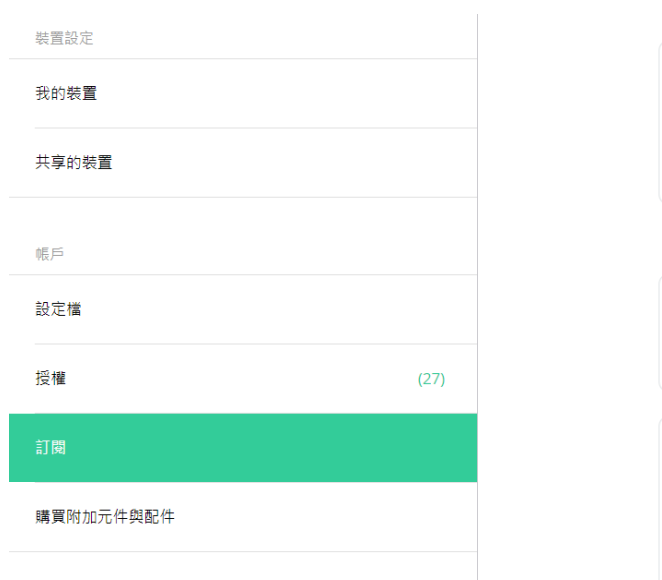 裝置設定
我的裝置
共享的裝置
帳戶
設定檔
授權 (27)
訂閱
購買附加元件與配件